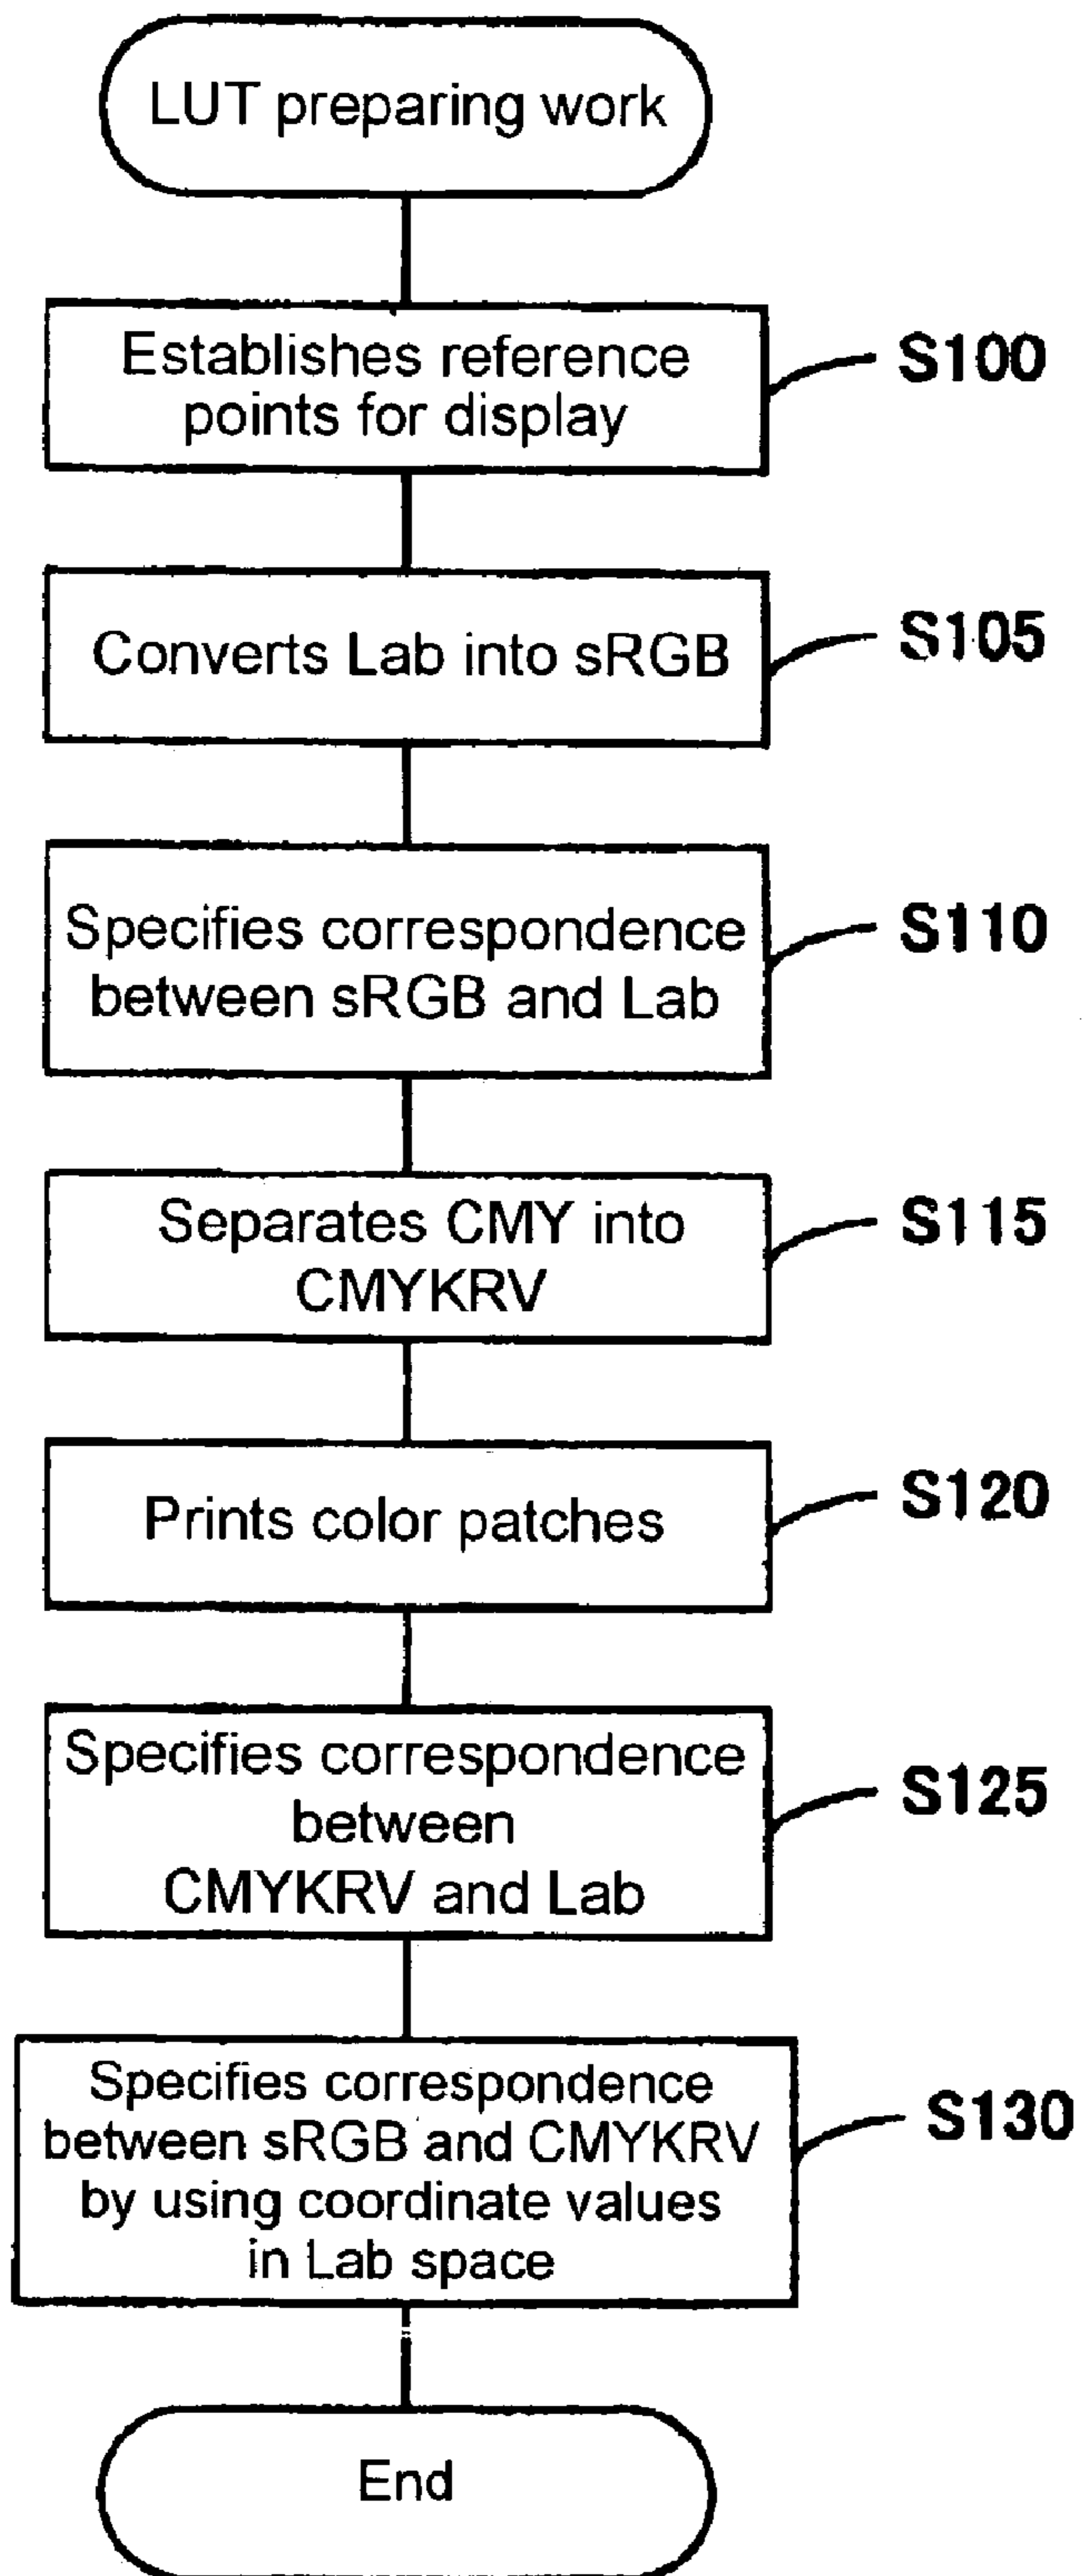 LUT preparing work
Establishes reference
points for display
S100
Converts Lab into sRGB
S105
Specifies correspondence
between sRGB and Lab
S110
Separates CMY into
CMYKRV
S115
Prints color patches
S120
Specifies correspondence
between
CMYKRV and Lab
S125
Specifies correspondence
between sRGB and CMYKRV
by using coordinate values
in Lab space
S130
End